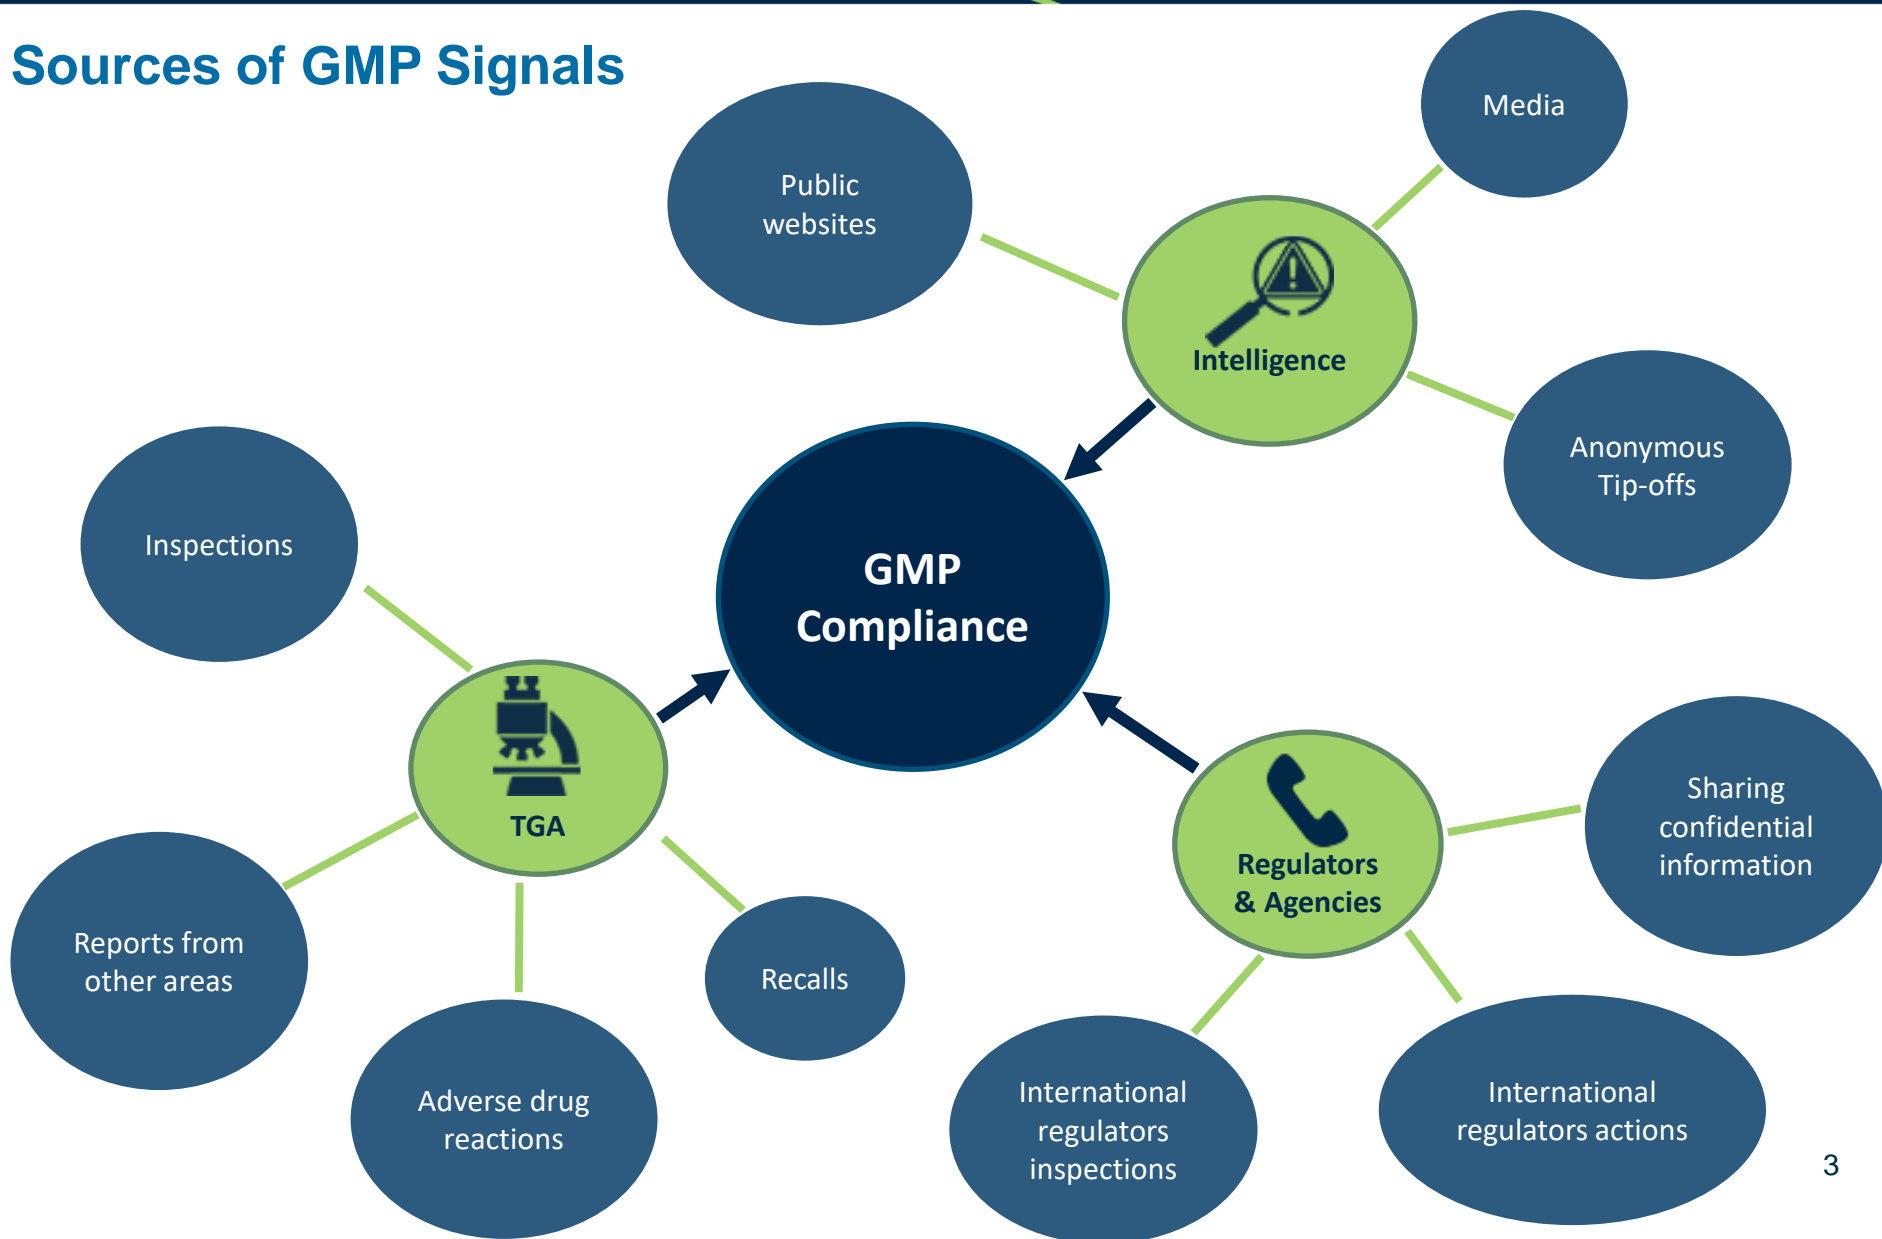 Sources of GMP Signals
Media
Public
websites
Intelligence
Anonymous
Tip-offs
GMP
Compliance
Inspections
TGA
Reports from
other areas
Adverse drug
reactions
Recalls
Regulators
& Agencies
Sharing
confidential
information
International
regulators
inspections
International
regulators actions
3